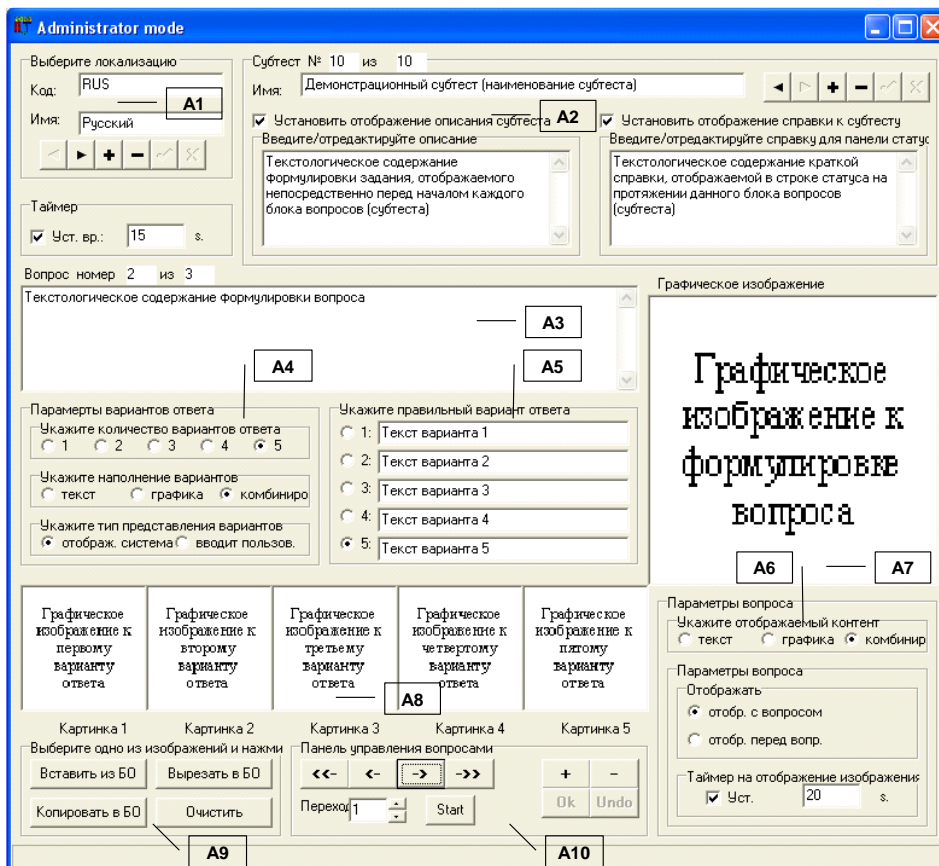 Administrator mode
Выберите локализацию
Код: RUS
A1
Имя: Русский
Субтест № 10 из 10
Имя: Демонстрационный субтест (наименование субтеста)
Установить отображение описания субтеста
A2
Установить отображение справки к субтесту
Введите/отредактируйте описание
Текстологическое содержание
формулировки задания, отображаемого
непосредственно перед началом каждого
блока вопросов (субтеста)
Введите/отредактируйте справку для панели статус
Текстологическое содержание краткой
справки, отображаемой в строке статуса на
протяжении данного блока вопросов
(субтеста)
Таймер
Уст. вр.: 15 s.
Вопрос номер 2 из 3
Текстологическое содержание формулировки вопроса
A3
A4
A5
Графическое изображение
Графическое
изображение к
формулировке
вопроса
A6
A7
Парамерты вариантов ответа
Укажите количество вариантов ответа
1 2 3 4 5
Укажите наполнение вариантов
текст графика комбиниро
Укажите тип представления вариантов
отображ. система вводит пользов.
Укажите правильный вариант ответа
1: Текст варианта 1
2: Текст варианта 2
3: Текст варианта 3
4: Текст варианта 4
5: Текст варианта 5
Графическое
изображение к
первому
варианту
ответа
Графическое
изображение к
второму
варианту
ответа
Графическое
изображение к
третьему
варианту
ответа
Графическое
изображение к
четвертому
варианту
ответа
Графическое
изображение к
пятому
варианту
ответа
A8
Картинка 1 Картинка 2 Картинка 3 Картинка 4 Картинка 5
Параметры вопроса
Укажите отображаемый контент
текст графика комбинир
Параметры вопроса
Отображать
отобр. с вопросом
отобр. перед вопр.
Таймер на отображение изображения
Уст. 20 s.
Выберите одно из изображений и нажми
Вставить из БО Вырезать в БО
Копировать в БО Очистить
A9
Панель управления вопросами
<<- <- -> ->> + -
Переход 1 Start Ok Undo
A10